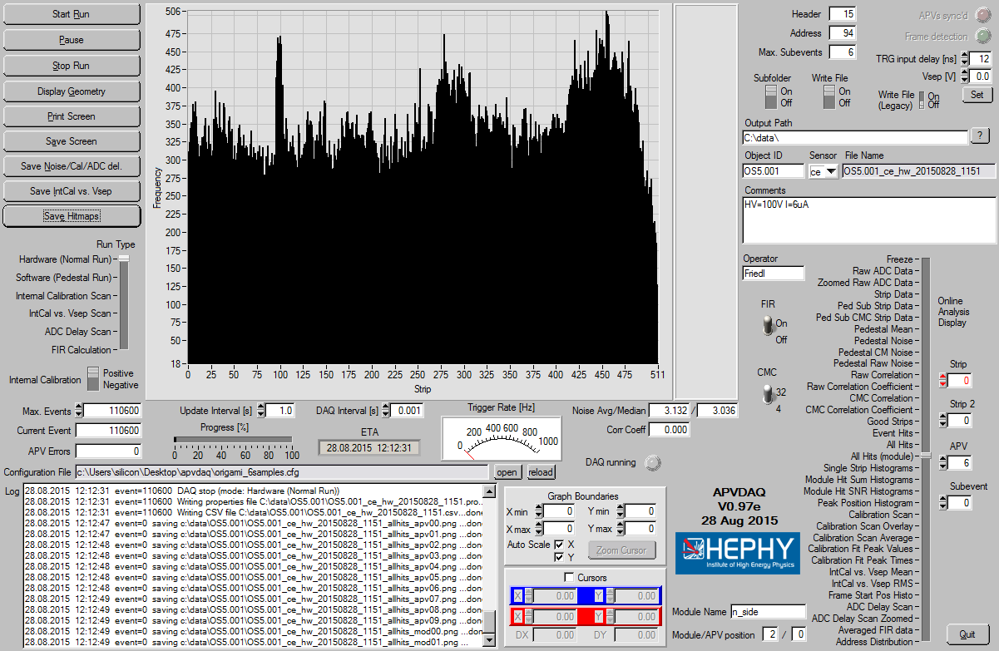 Start Run
Pause
Stop Run
Display Geometry
Print Screen
Save Screen
Save Noise/Cal/ADC del.
Save IntCal vs. Vsep
Save Hitmaps
Run Type
Hardware (Normal Run)
Software (Pedestal Run)
Internal Calibration Scan
IntCal vs. Vsep Scan
ADC Delay Scan
FIR Calculation
Internal Calibration
Positive
Negative
506
475
450
425
400
375
350
325
300
275
250
225
200
175
150
125
100
75
50
18
Frequency
0 25 50 75 100 125 150 175 200 225 250 275 300 325 350 375 400 425 450 475 511
Strip
Header 15
Address 94
Max. Subevents 6
APVs sync'd
Frame detection
TRG input delay [ns] 12
Vsep [V] 0.0
Subfolder
On
Off
Write File
On
Off
Write File
(Legacy)
On
Off
Set
Output Path
C:\data\
?
Object ID Sensor File Name
OS5.001 ce OS5.001_ce_hw_20150828_1151
Comments
HV=100V I=6uA
Operator
Friedl
FIR
On
Off
CMC
32
4
Freeze
Raw ADC Data
Zoomed Raw ADC Data
Strip Data
Ped Sub Strip Data
Ped Sub CMC Strip Data
Pedestal Mean
Pedestal Noise
Pedestal CM Noise
Pedestal Raw Noise
Raw Correlation
Raw Correlation Coefficient
CMC Correlation
CMC Correlation Coefficient
Good Strips
Event Hits
All Hits
All Hits (module)
Single Strip Histograms
Module Hit Sum Histograms
Module Hit SNR Histograms
Peak Position Histogram
Calibration Scan
Calibration Scan Overlay
Calibration Scan Average
Calibration Fit Peak Values
Calibration Fit Peak Times
IntCal vs. Vsep Mean
IntCal vs. Vsep RMS
Frame Start Pos Histo
ADC Delay Scan
ADC Delay Scan Zoomed
Averaged FIR data
Address Distribution
Online
Analysis
Display
Strip
0
Strip 2
0
APV
6
Subevent
0
Quit
Max. Events 110600
Current Event 110600
APV Errors 0
Update Interval [s] 1.0
DAQ Interval [s] 0.001
Progress [%]
0 20 40 60 80 100
ETA
28.08.2015 12:12:31
Trigger Rate [Hz]
0 200 400 600 800 1000
Noise Avg/Median 3.132 / 3.036
Corr Coeff 0.000
DAQ running
Configuration File c:\Users\silicon\Desktop\apvdaq\origami_6samples.cfg open reload
Log
28.08.2015 12:12:31 event=110600 DAQ stop (mode: Hardware (Normal Run))
28.08.2015 12:12:31 event=110600 Writing properties file C:\data\OS5.001\OS5.001_ce_hw_20150828_1151.pro...
28.08.2015 12:12:31 event=110600 Writing CSV file C:\data\OS5.001\OS5.001_ce_hw_20150828_1151.csv...done
28.08.2015 12:12:47 event=0 saving c:\data\OS5.001\OS5.001_ce_hw_20150828_1151_allhits_apv00.png ...done
28.08.2015 12:12:47 event=0 saving c:\data\OS5.001\OS5.001_ce_hw_20150828_1151_allhits_apv01.png ...done
28.08.2015 12:12:48 event=0 saving c:\data\OS5.001\OS5.001_ce_hw_20150828_1151_allhits_apv02.png ...done
28.08.2015 12:12:48 event=0 saving c:\data\OS5.001\OS5.001_ce_hw_20150828_1151_allhits_apv03.png ...done
28.08.2015 12:12:48 event=0 saving c:\data\OS5.001\OS5.001_ce_hw_20150828_1151_allhits_apv04.png ...done
28.08.2015 12:12:48 event=0 saving c:\data\OS5.001\OS5.001_ce_hw_20150828_1151_allhits_apv05.png ...done
28.08.2015 12:12:48 event=0 saving c:\data\OS5.001\OS5.001_ce_hw_20150828_1151_allhits_apv06.png ...done
28.08.2015 12:12:49 event=0 saving c:\data\OS5.001\OS5.001_ce_hw_20150828_1151_allhits_apv07.png ...done
28.08.2015 12:12:49 event=0 saving c:\data\OS5.001\OS5.001_ce_hw_20150828_1151_allhits_apv08.png ...done
28.08.2015 12:12:49 event=0 saving c:\data\OS5.001\OS5.001_ce_hw_20150828_1151_allhits_apv09.png ...done
28.08.2015 12:12:49 event=0 saving c:\data\OS5.001\OS5.001_ce_hw_20150828_1151_allhits_mod00.png ...done
28.08.2015 12:12:49 event=0 saving c:\data\OS5.001\OS5.001_ce_hw_20150828_1151_allhits_mod01.png ...done
Graph Boundaries
X min 0 Y min 0
X max 0 Y max 0
Auto Scale X
Y
Zoom Cursor
Cursors
X 0.00 Y 0.00
X 0.00 Y 0.00
DX 0.00 DY 0.00
APVDAQ
V0.97e
28 Aug 2015
HEPHY
Institute of High Energy Physics
Module Name n_side
Module/APV position 2 / 0